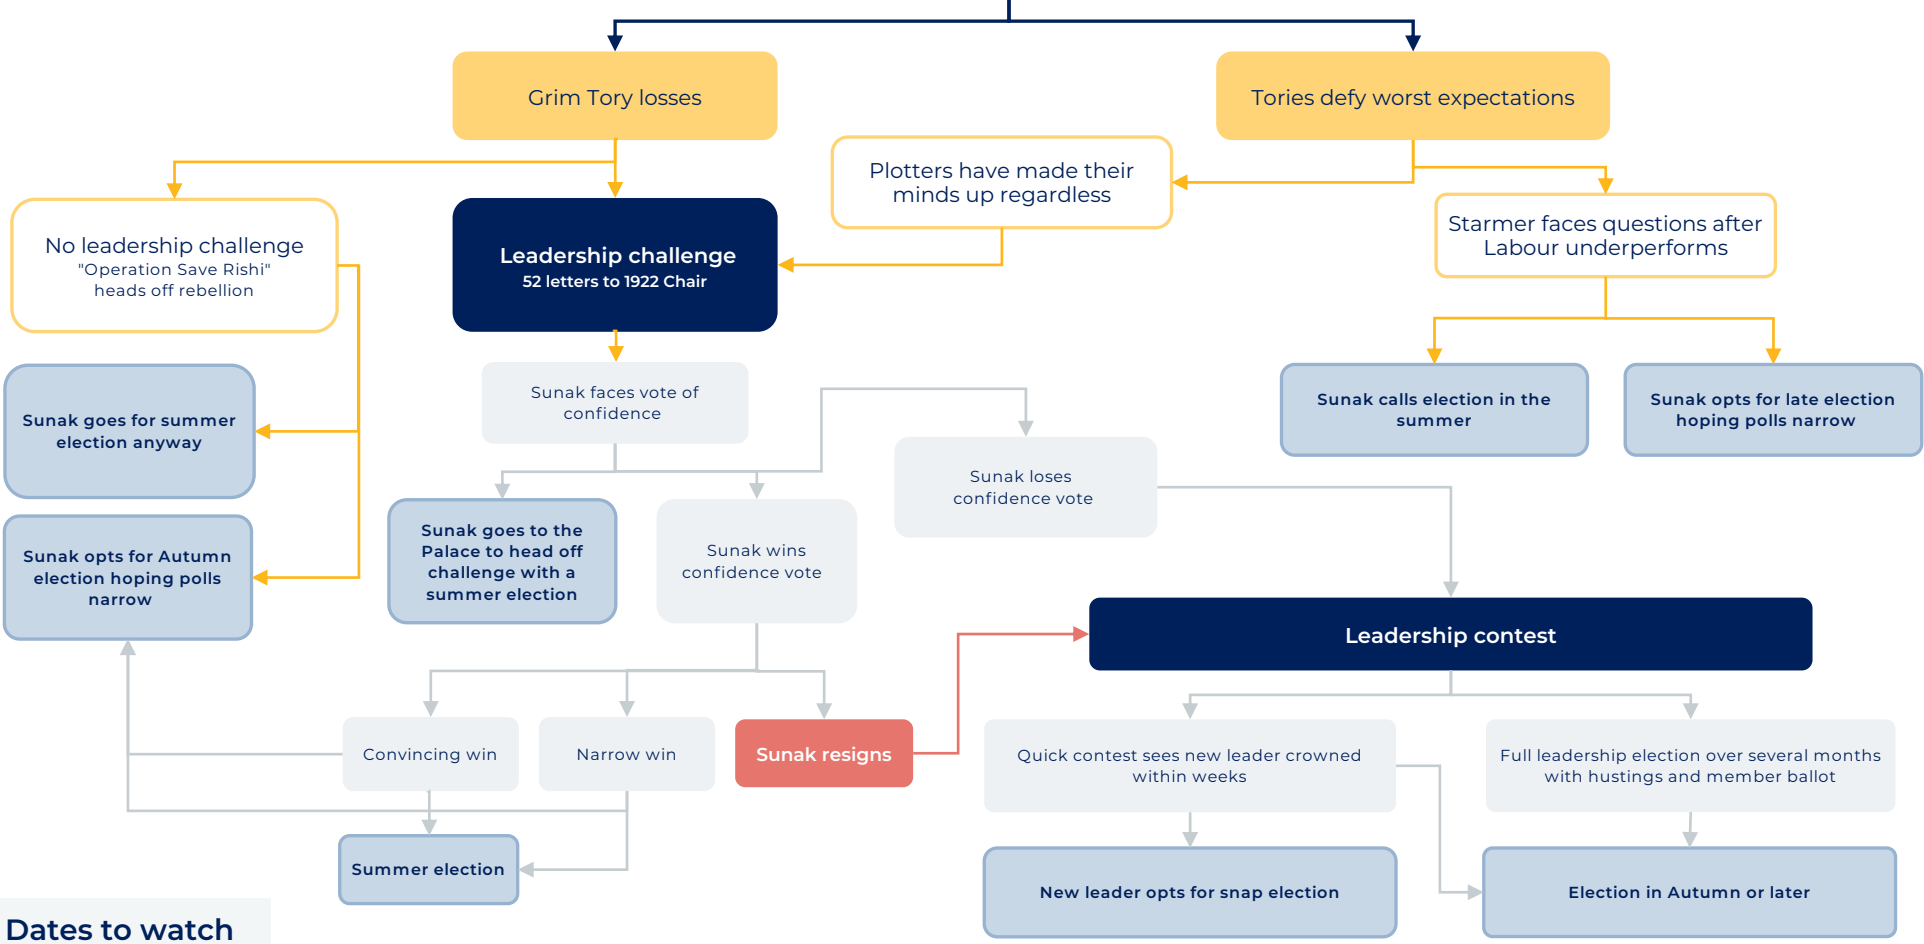 Grim Tory losses
Tories defy worst expectations
Plotters have made their
minds up regardless
Starmer faces questions after
Labour underperforms
No leadership challenge
"Operation Save Rishi"
heads off rebellion
Leadership challenge
52 letters to 1922 Chair
Sunak faces vote of
confidence
Sunak calls election in the
summer
Sunak opts for late election
hoping polls narrow
Sunak goes for summer
election anyway
Sunak loses
confidence vote
Sunak opts for Autumn
election hoping polls
narrow
Sunak goes to the
Palace to head off
challenge with a
summer election
Sunak wins
confidence vote
Leadership contest
Convincing win
Narrow win
Sunak resigns
Quick contest sees new leader crowned
within weeks
Full leadership election over several months
with hustings and member ballot
Summer election
New leader opts for snap election
Election in Autumn or later
Dates to watch